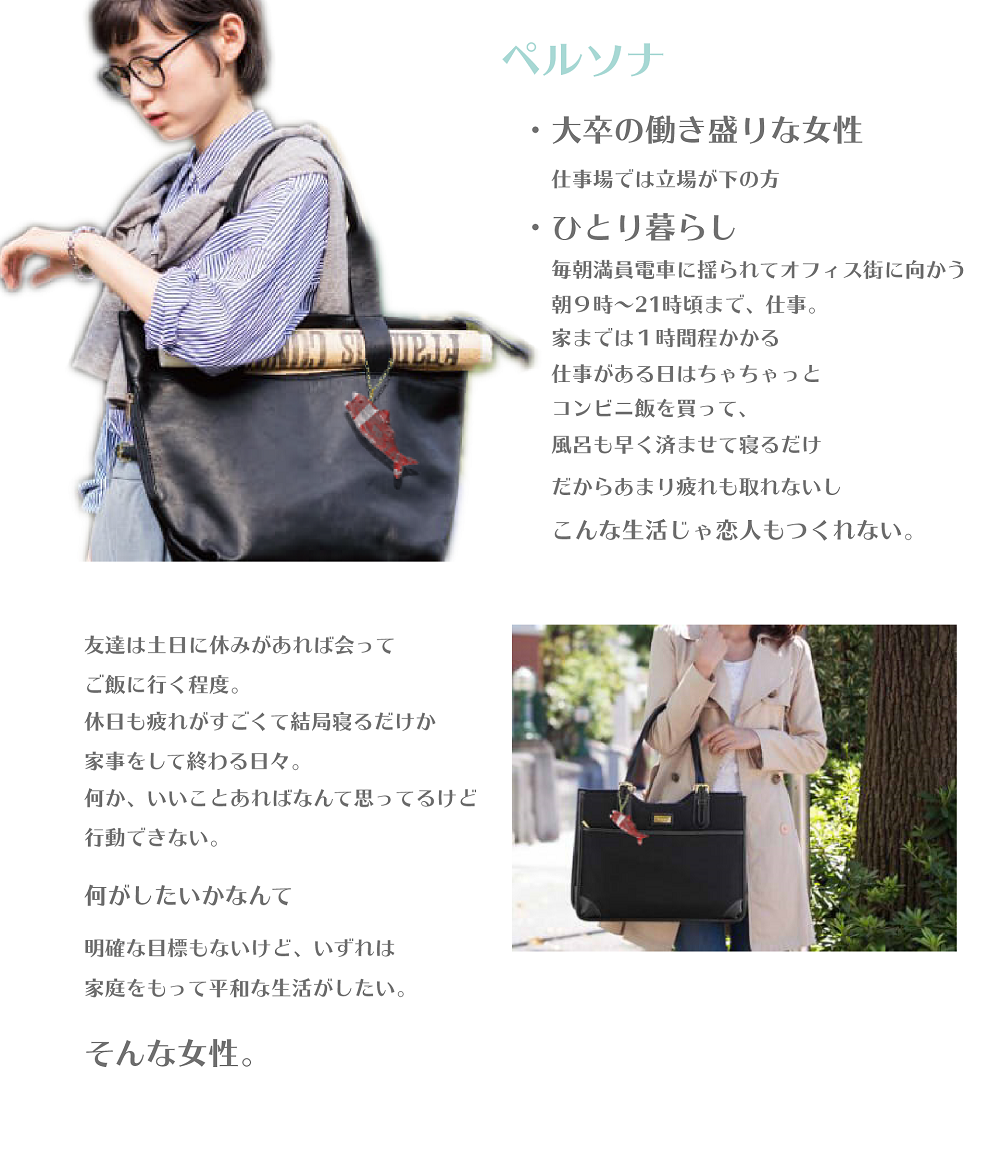 ペルソナ
・大卒の働き盛りな女性
仕事場では立場が下の方
・ひとり暮らし
毎朝満員電車に揺られてオフィス街に向かう
朝９時〜21時頃まで、仕事。
家までは１時間程かかる
仕事がある日はちゃちゃっと
コンビニ飯を買って、
風呂も早く済ませて寝るだけ
だからあまり疲れも取れないし
こんな生活じゃ恋人もつくれない。
友達は土日に休みがあれば会って
ご飯に行く程度。
休日も疲れがすごくて結局寝るだけか
家事をして終わる日々。
何か、いいことあればなんて思ってるけど
行動できない。
何がしたいかなんて
明確な目標もないけど、いずれは
家庭をもって平和な生活がしたい。
そんな女性。